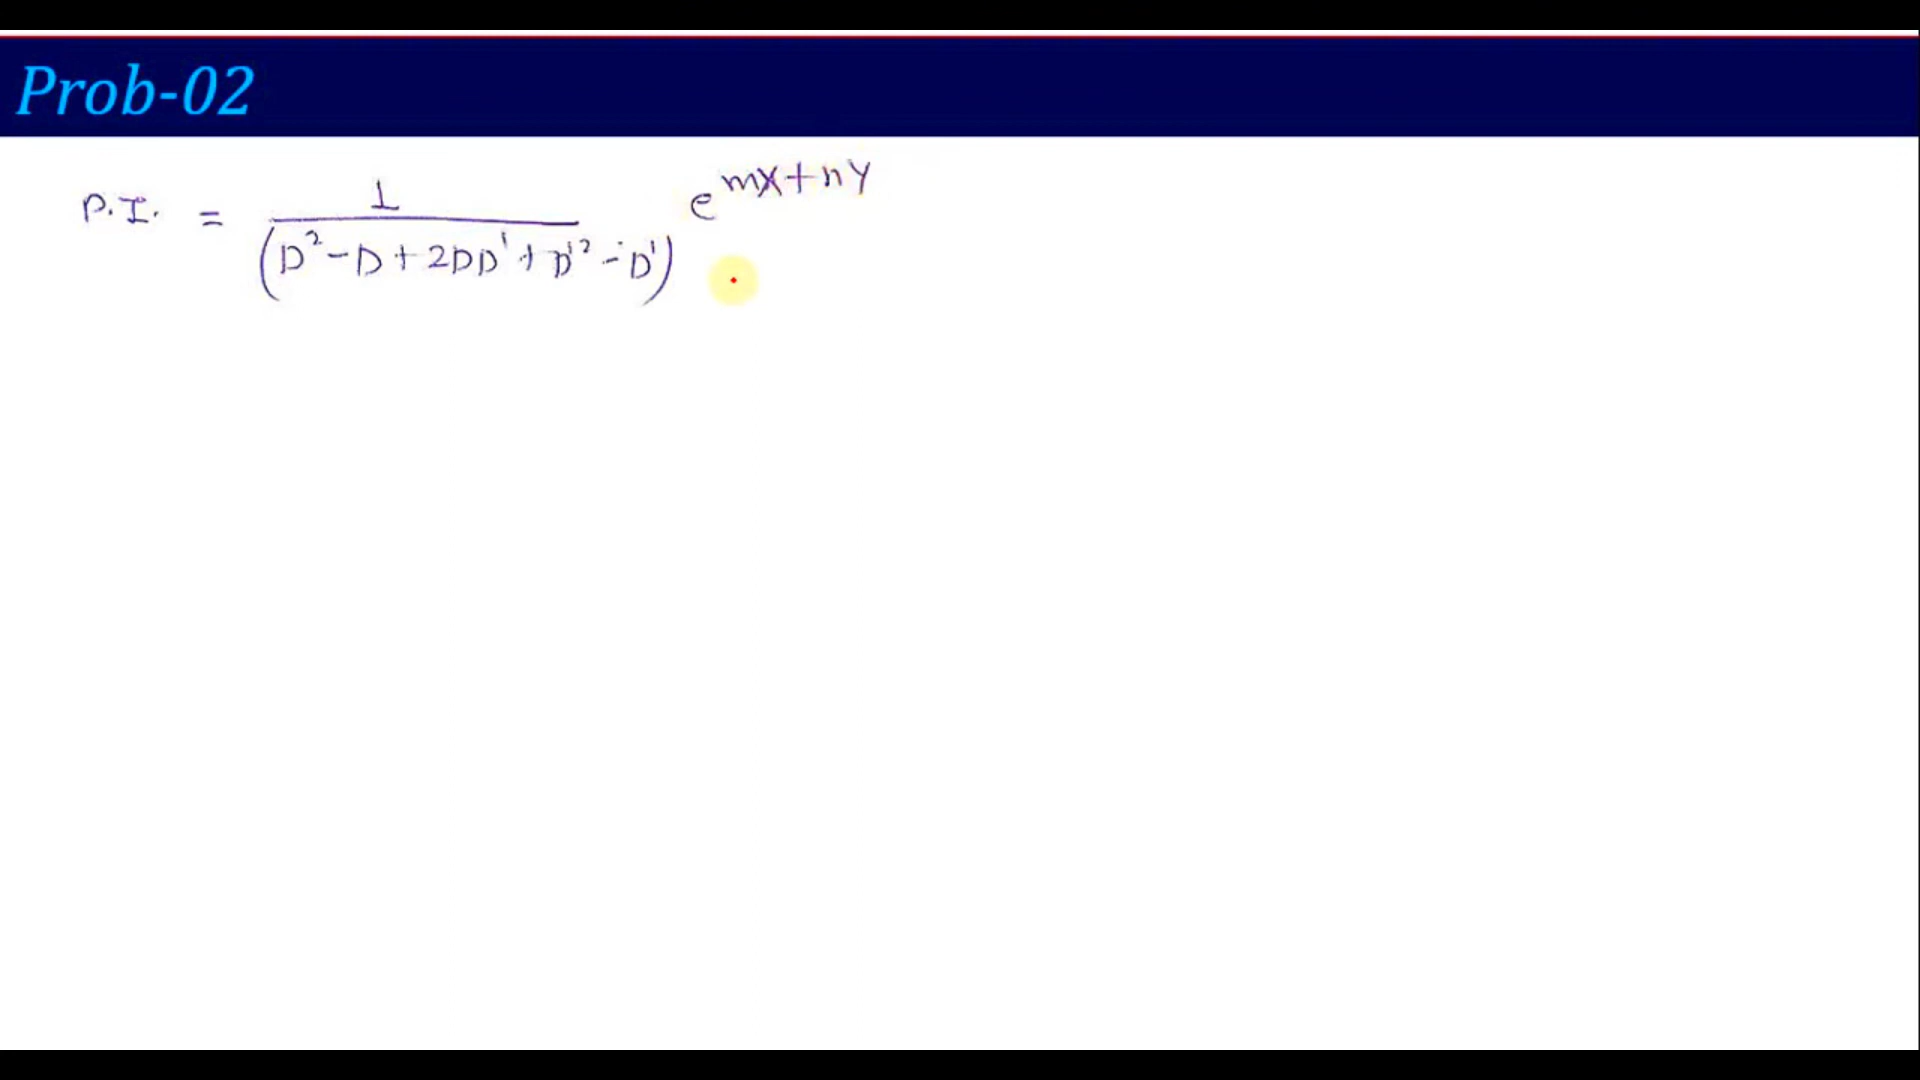 Prob-02
P.I. = 1 / (D² - D + 2DD' + D'² - D') e^(mx+ny)